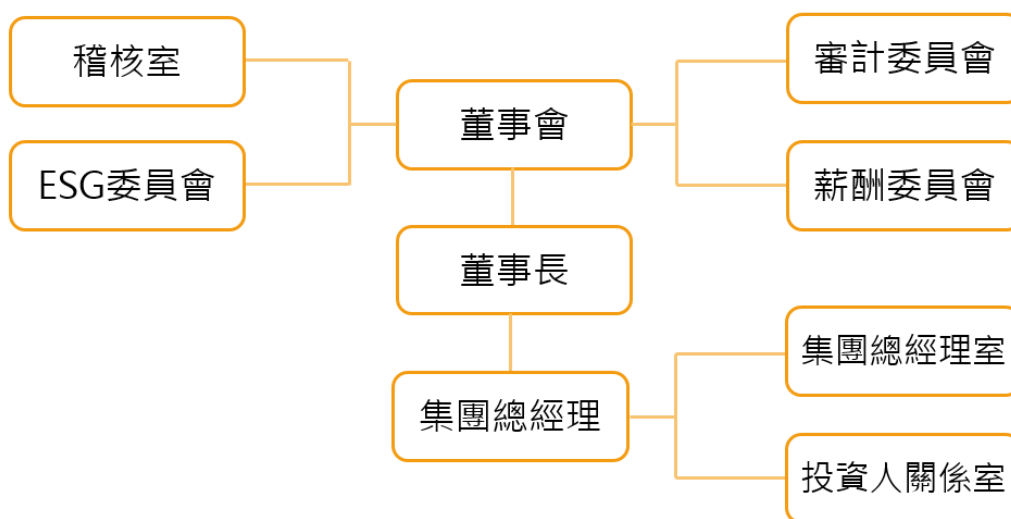 稽核室
審計委員會
董事會
ESG委員會
薪酬委員會
董事長
集團總經理室
集團總經理
投資人關係室